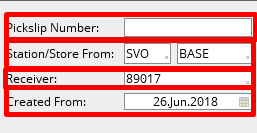 Pickslip Number:
Station/Store From: SVO BASE
Receiver: 89017
Created From: 26.Jun.2018